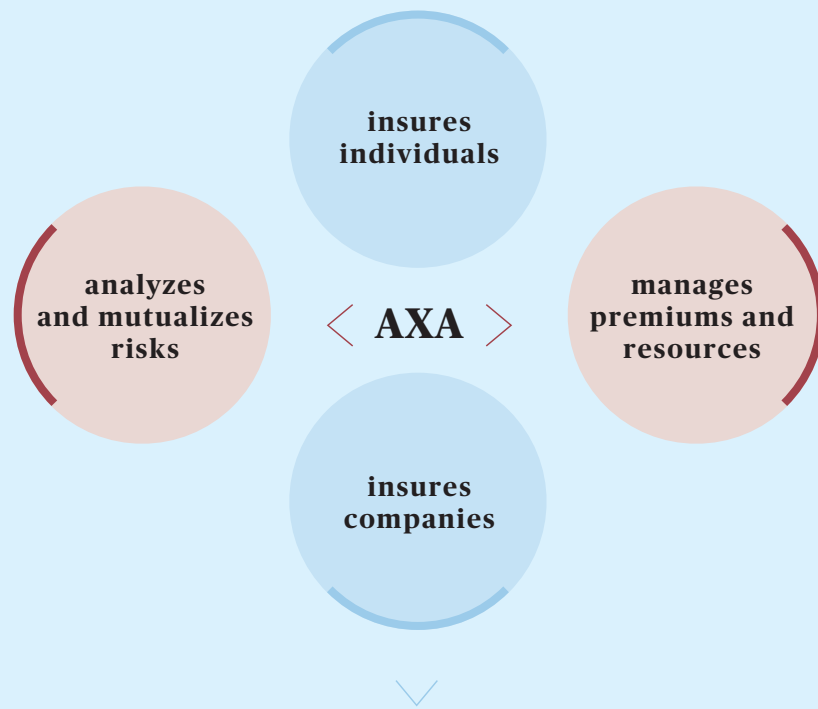 insures
individuals
analyzes
and mutualizes
risks
AXA
manages
premiums and
resources
insures
companies